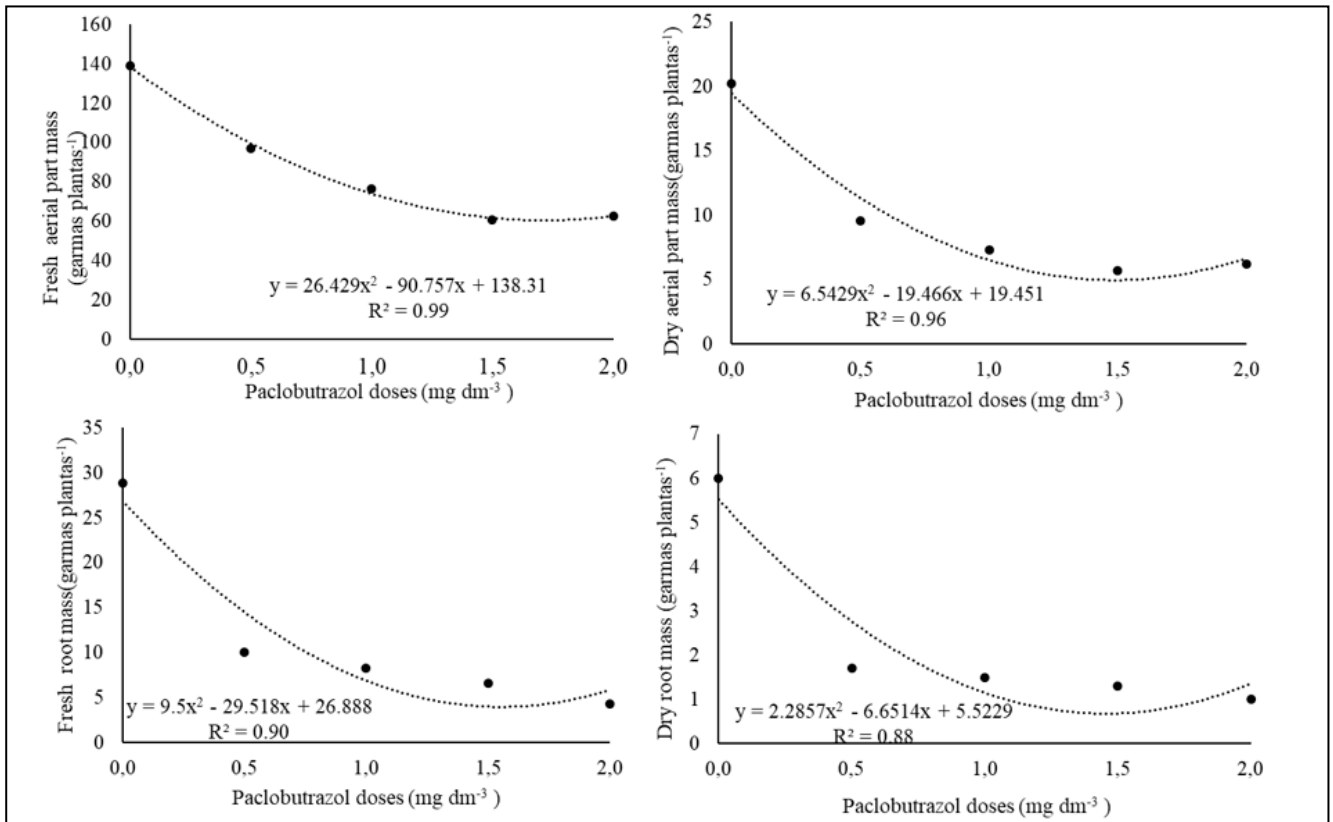 Fresh aerial part mass
(garmas plantas-1)
160
140
120
100
80
60
40
20
0
y = 26.429x² - 90.757x + 138.31
R² = 0.99
0,0 0,5 1,0 1,5 2,0
Paclobutrazol doses (mg dm-3 )
Dry aerial part mass(garmas plantas-1)
25
20
15
10
5
0
y = 6.5429x² - 19.466x + 19.451
R² = 0.96
0,0 0,5 1,0 1,5 2,0
Paclobutrazol doses (mg dm-3 )
Fresh root mass(garmas plantas-1)
35
30
25
20
15
10
5
0
y = 9.5x² - 29.518x + 26.888
R² = 0.90
0,0 0,5 1,0 1,5 2,0
Paclobutrazol doses (mg dm-3 )
Dry root mass (garmas plantas-1)
7
6
5
4
3
2
1
0
y = 2.2857x² - 6.6514x + 5.5229
R² = 0.88
0,0 0,5 1,0 1,5 2,0
Paclobutrazol doses (mg dm-3 )